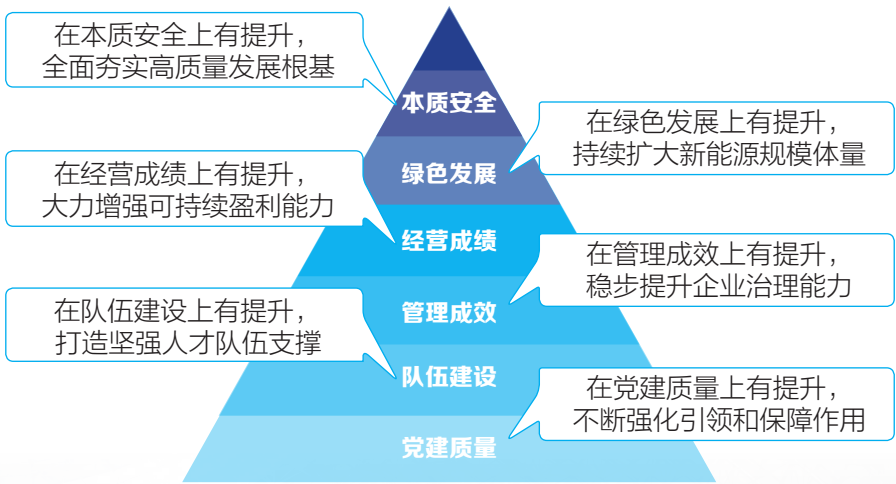 在本质安全上有提升，
全面夯实高质量发展根基
本质安全
在绿色发展上有提升，
持续扩大新能源规模体量
绿色发展
在经营成绩上有提升，
大力增强可持续盈利能力
经营成绩
在管理成效上有提升，
稳步提升企业治理能力
管理成效
在队伍建设上有提升，
打造坚强人才队伍支撑
队伍建设
在党建质量上有提升，
不断强化引领和保障作用
党建质量